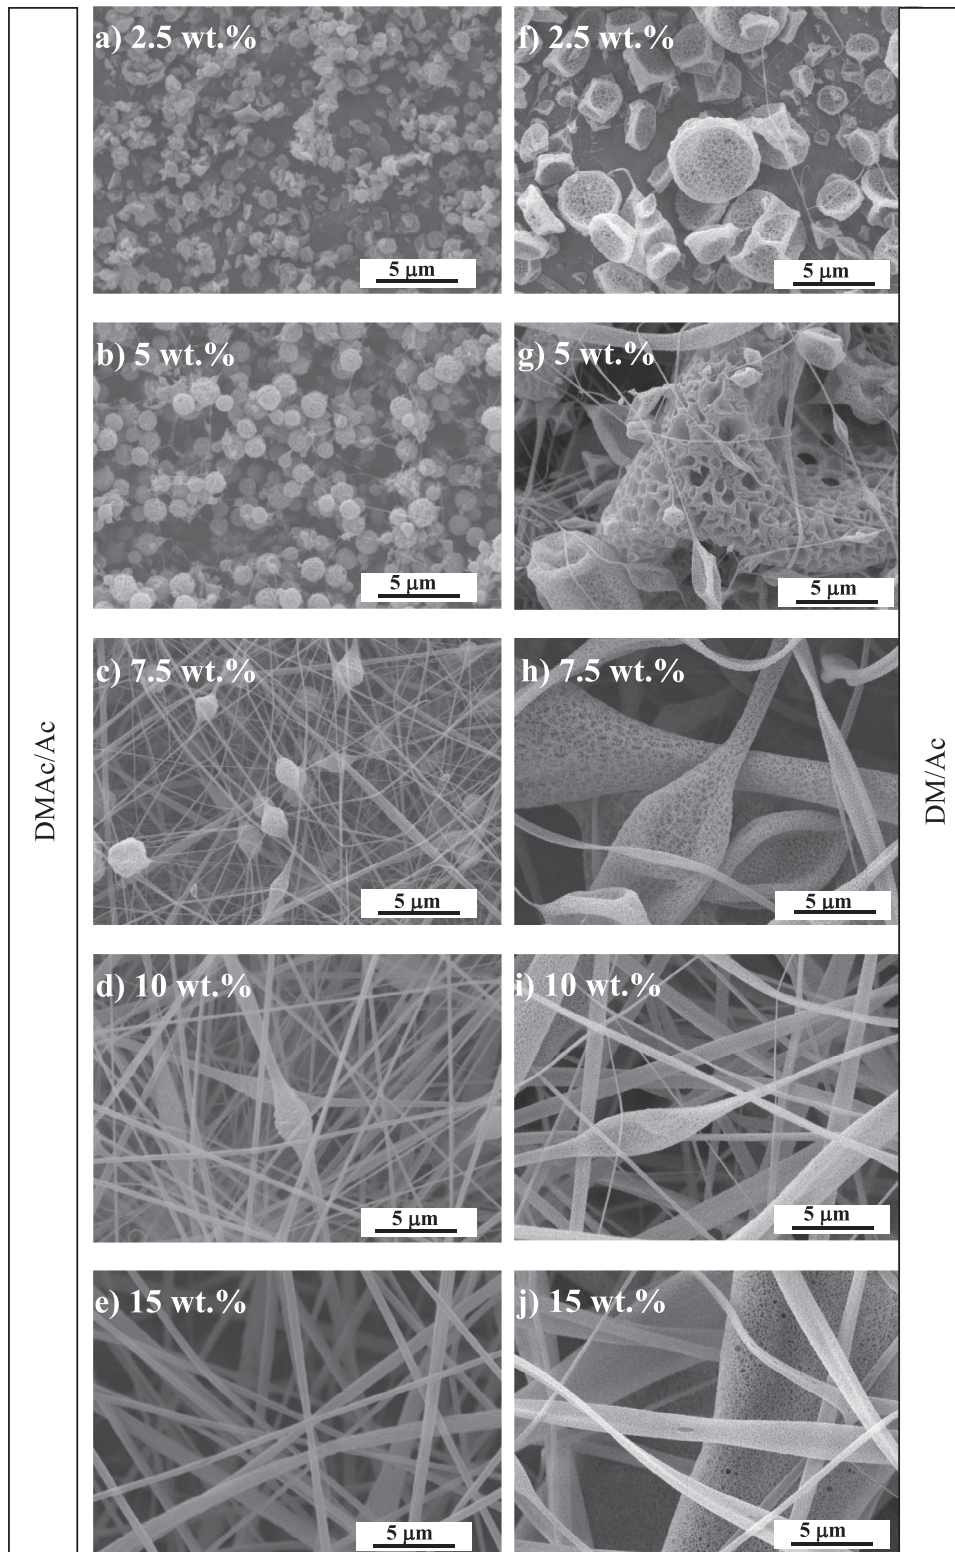 a) 2.5 wt.%
5 μm
f) 2.5 wt.%
5 μm
b) 5 wt.%
5 μm
g) 5 wt.%
5 μm
c) 7.5 wt.%
5 μm
h) 7.5 wt.%
5 μm
DMAc/Ac
DM/Ac
d) 10 wt.%
5 μm
i) 10 wt.%
5 μm
e) 15 wt.%
5 μm
j) 15 wt.%
5 μm